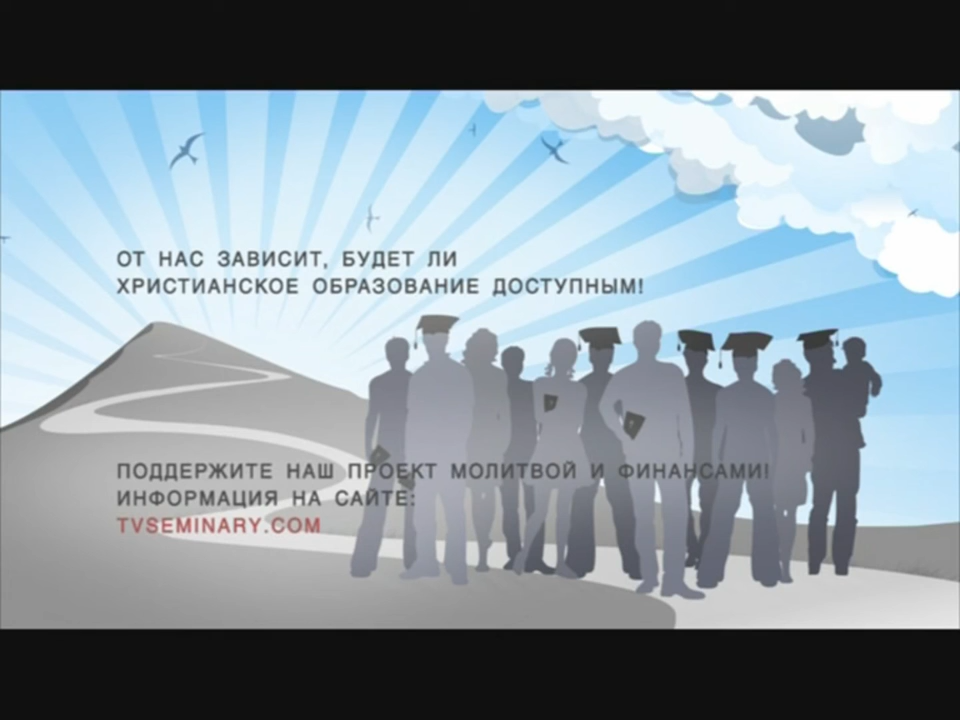 ОТ НАС ЗАВИСИТ, БУДЕТ ЛИ
ХРИСТИАНСКОЕ ОБРАЗОВАНИЕ ДОСТУПНЫМ!
ПОДДЕРЖИТЕ НАШ ПРОЕКТ МОЛИТВОЙ И ФИНАНСАМИ!
ИНФОРМАЦИЯ НА САЙТЕ:
TVSEMINARY.COM